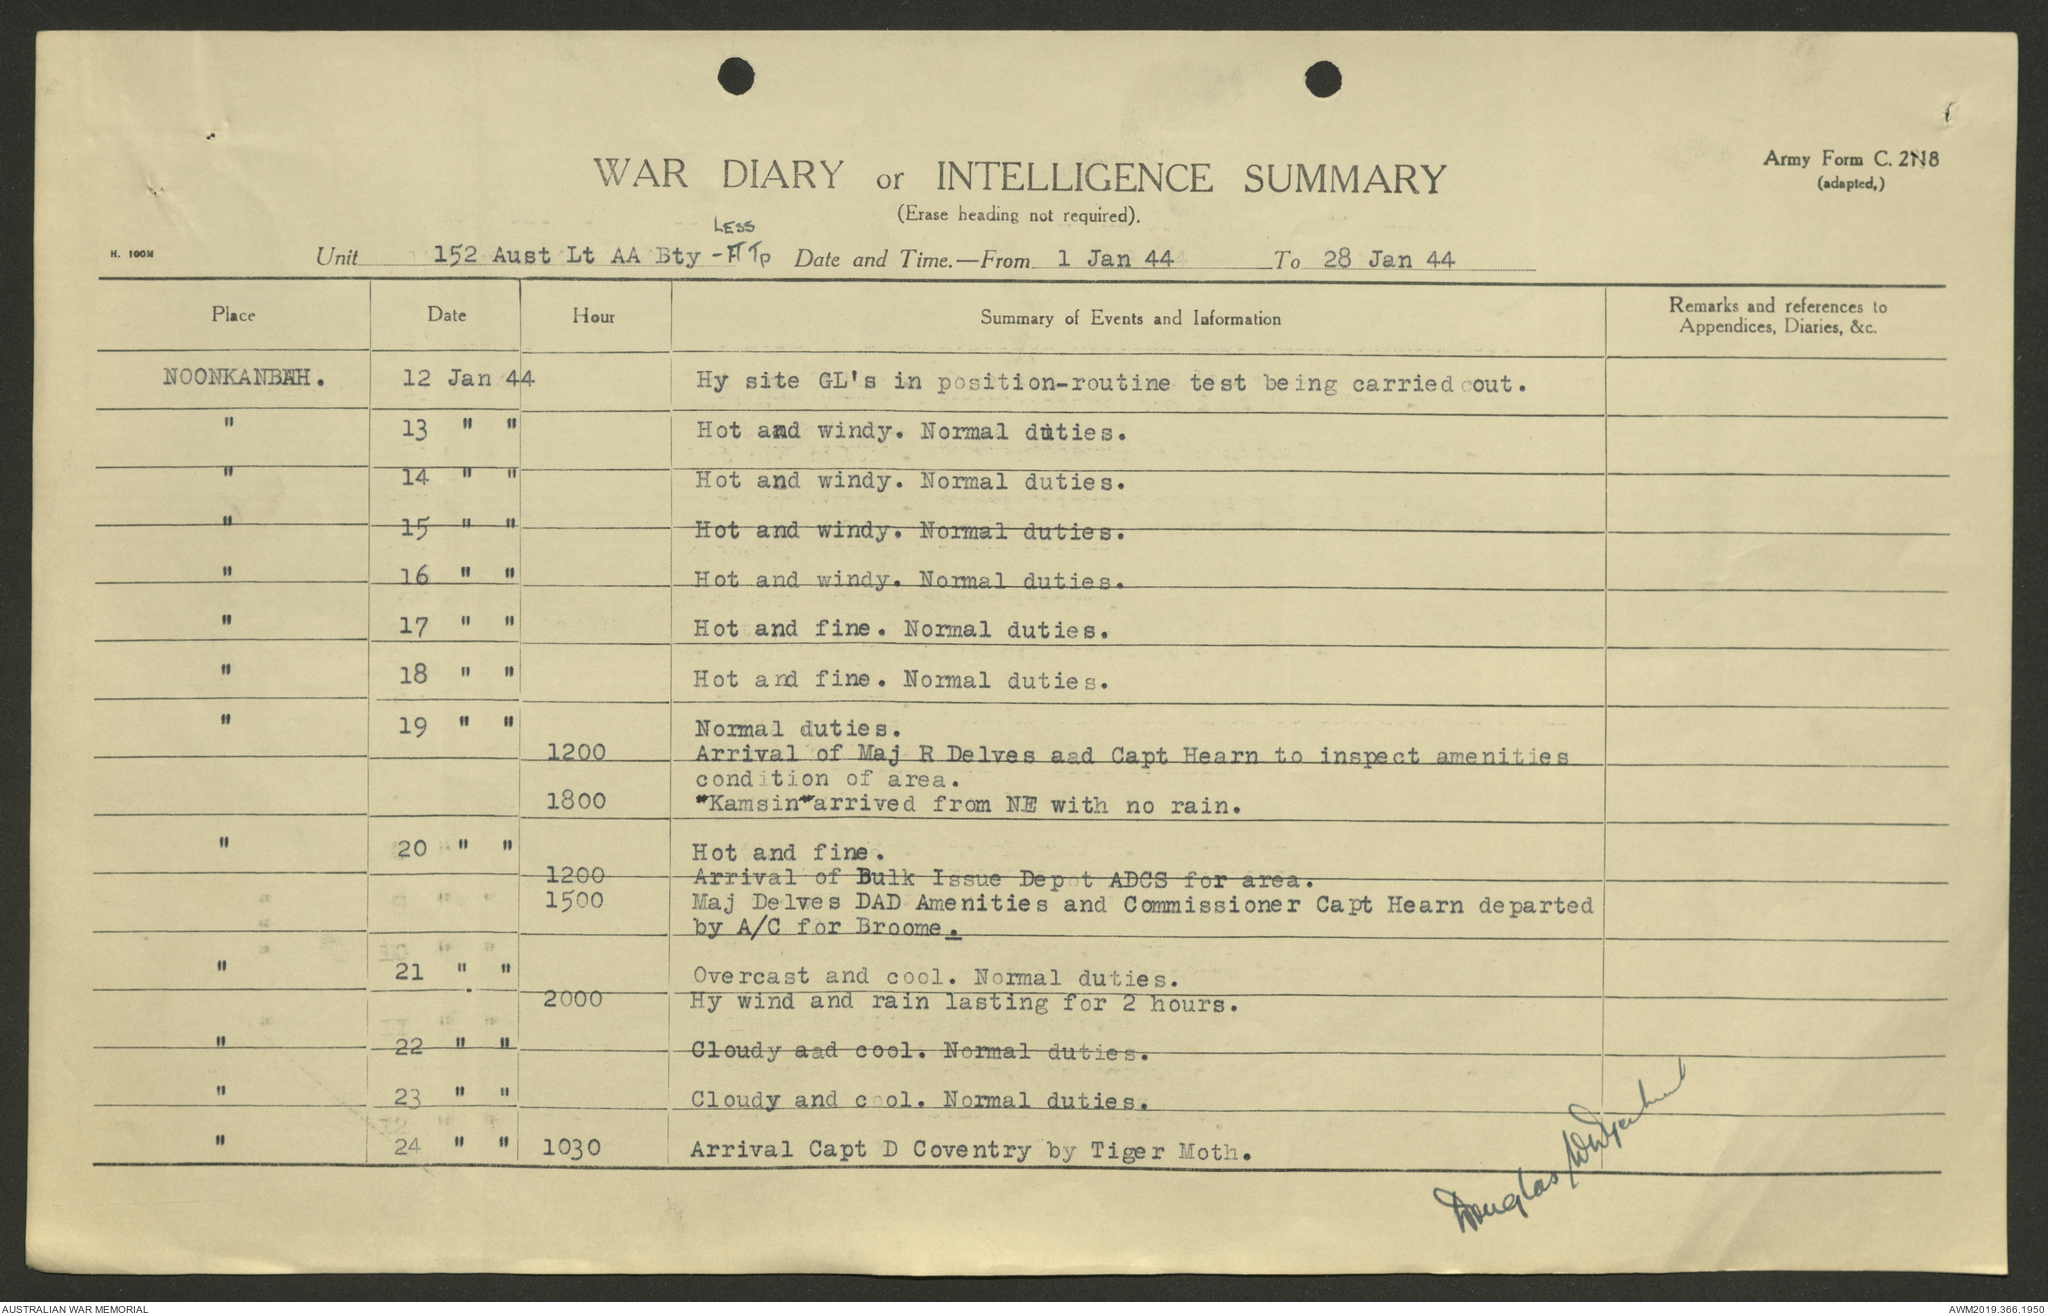 WAR DIARY or INTELLIGENCE SUMMARY
(Erase heading not required).
Army Form C. 2118
(adapted,)
H. 100M
LESS
Unit 152 Aust Lt AA Bty - Tp Date and Time.—From 1 Jan 44 To 28 Jan 44
Place Date Hour Summary of Events and Information Remarks and references to Appendices, Diaries, &c.
NOONKANBAH. 12 Jan 44 Hy site GL's in position-routine test being carried out.
" 13 " " Hot and windy. Normal duties.
" 14 " " Hot and windy. Normal duties.
" 15 " " Hot and windy. Normal duties.
" 16 " " Hot and windy. Normal duties.
" 17 " " Hot and fine. Normal duties.
" 18 " " Hot and fine. Normal duties.
" 19 " " Normal duties.
1200 Arrival of Maj R Delves aad Capt Hearn to inspect amenities
condition of area.
1800 "Kamsin"arrived from NE with no rain.
" 20 " " Hot and fine.
1200 Arrival of Bulk Issue Depot ADCS for area.
1500 Maj Delves DAD Amenities and Commissioner Capt Hearn departed
by A/C for Broome.
" 21 " " Overcast and cool. Normal duties.
2000 Hy wind and rain lasting for 2 hours.
" 22 " " Cloudy aad cool. Normal duties.
" 23 " " Cloudy and cool. Normal duties.
" 24 " " 1030 Arrival Capt D Coventry by Tiger Moth.
Douglas
AUSTRALIAN WAR MEMORIAL
AWM2019.366.1950